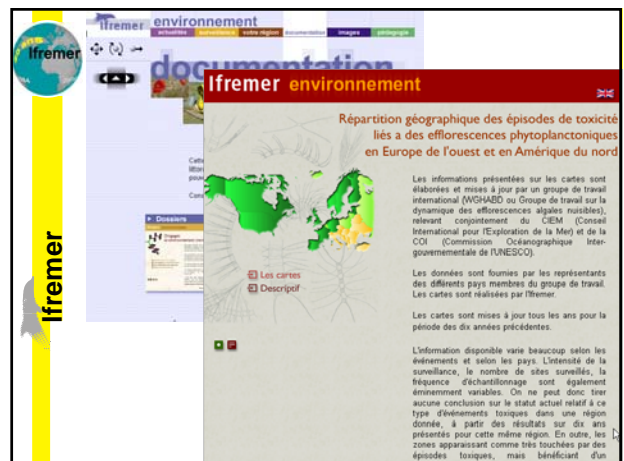 Ifremer
Ifremer
Ifremer
environnement
actualités surveillance votre région documentation images pédagogie
documentation
Cette
littor
pouv
Dossiers
Ifremer environnement
Répartition géographique des épisodes de toxicité
liés a des efflorescences phytoplanctoniques
en Europe de l'ouest et en Amérique du nord
Les cartes
Descriptif
Les informations présentées sur les cartes sont
élaborées et mises à jour par un groupe de travail
international (WGHABD ou Groupe de travail sur la
dynamique des efflorescences algales nuisibles),
relevant conjointement du CIEM (Conseil
International pour l'Exploration de la Mer) et de la
COI (Commission Océanographique Inter-
gouvernementale de l'UNESCO).
Les données sont fournies par les représentants
des différents pays membres du groupe de travail.
Les cartes sont réalisées par l'Ifremer.
Les cartes sont mises à jour tous les ans pour la
période des dix années précédentes.
L'information disponible varie beaucoup selon les
événements et selon les pays. L'intensité de la
surveillance, le nombre de sites surveillés, la
fréquence d'échantillonnage sont également
éminemment variables. On ne peut donc tirer
aucune conclusion sur le statut actuel relatif à ce
type d'événements toxiques dans une région
donnée, à partir des résultats sur dix ans
présentés pour cette même région. En outre, les
zones apparaissant comme très touchées par des
épisodes toxiques, mais bénéficiant d'un